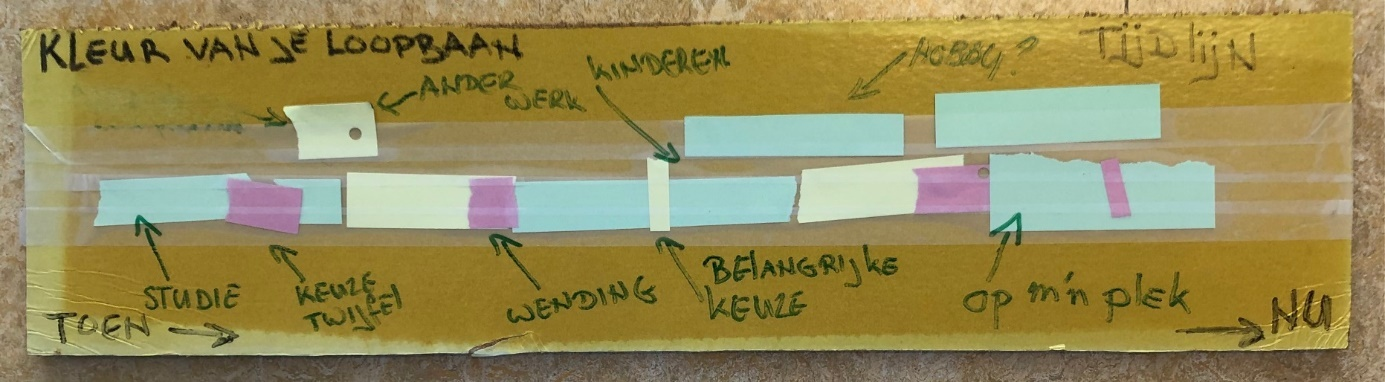 KLEUR VAN JE LOOPBAAN
TIJDLIJN
KINDEREN
HOBBY?
ANDER
WERK
STUDIE
KEUZE
TWIJFEL
WENDING
BELANGRIJKE
KEUZE
OP M'N PLEK
TOEN
NU